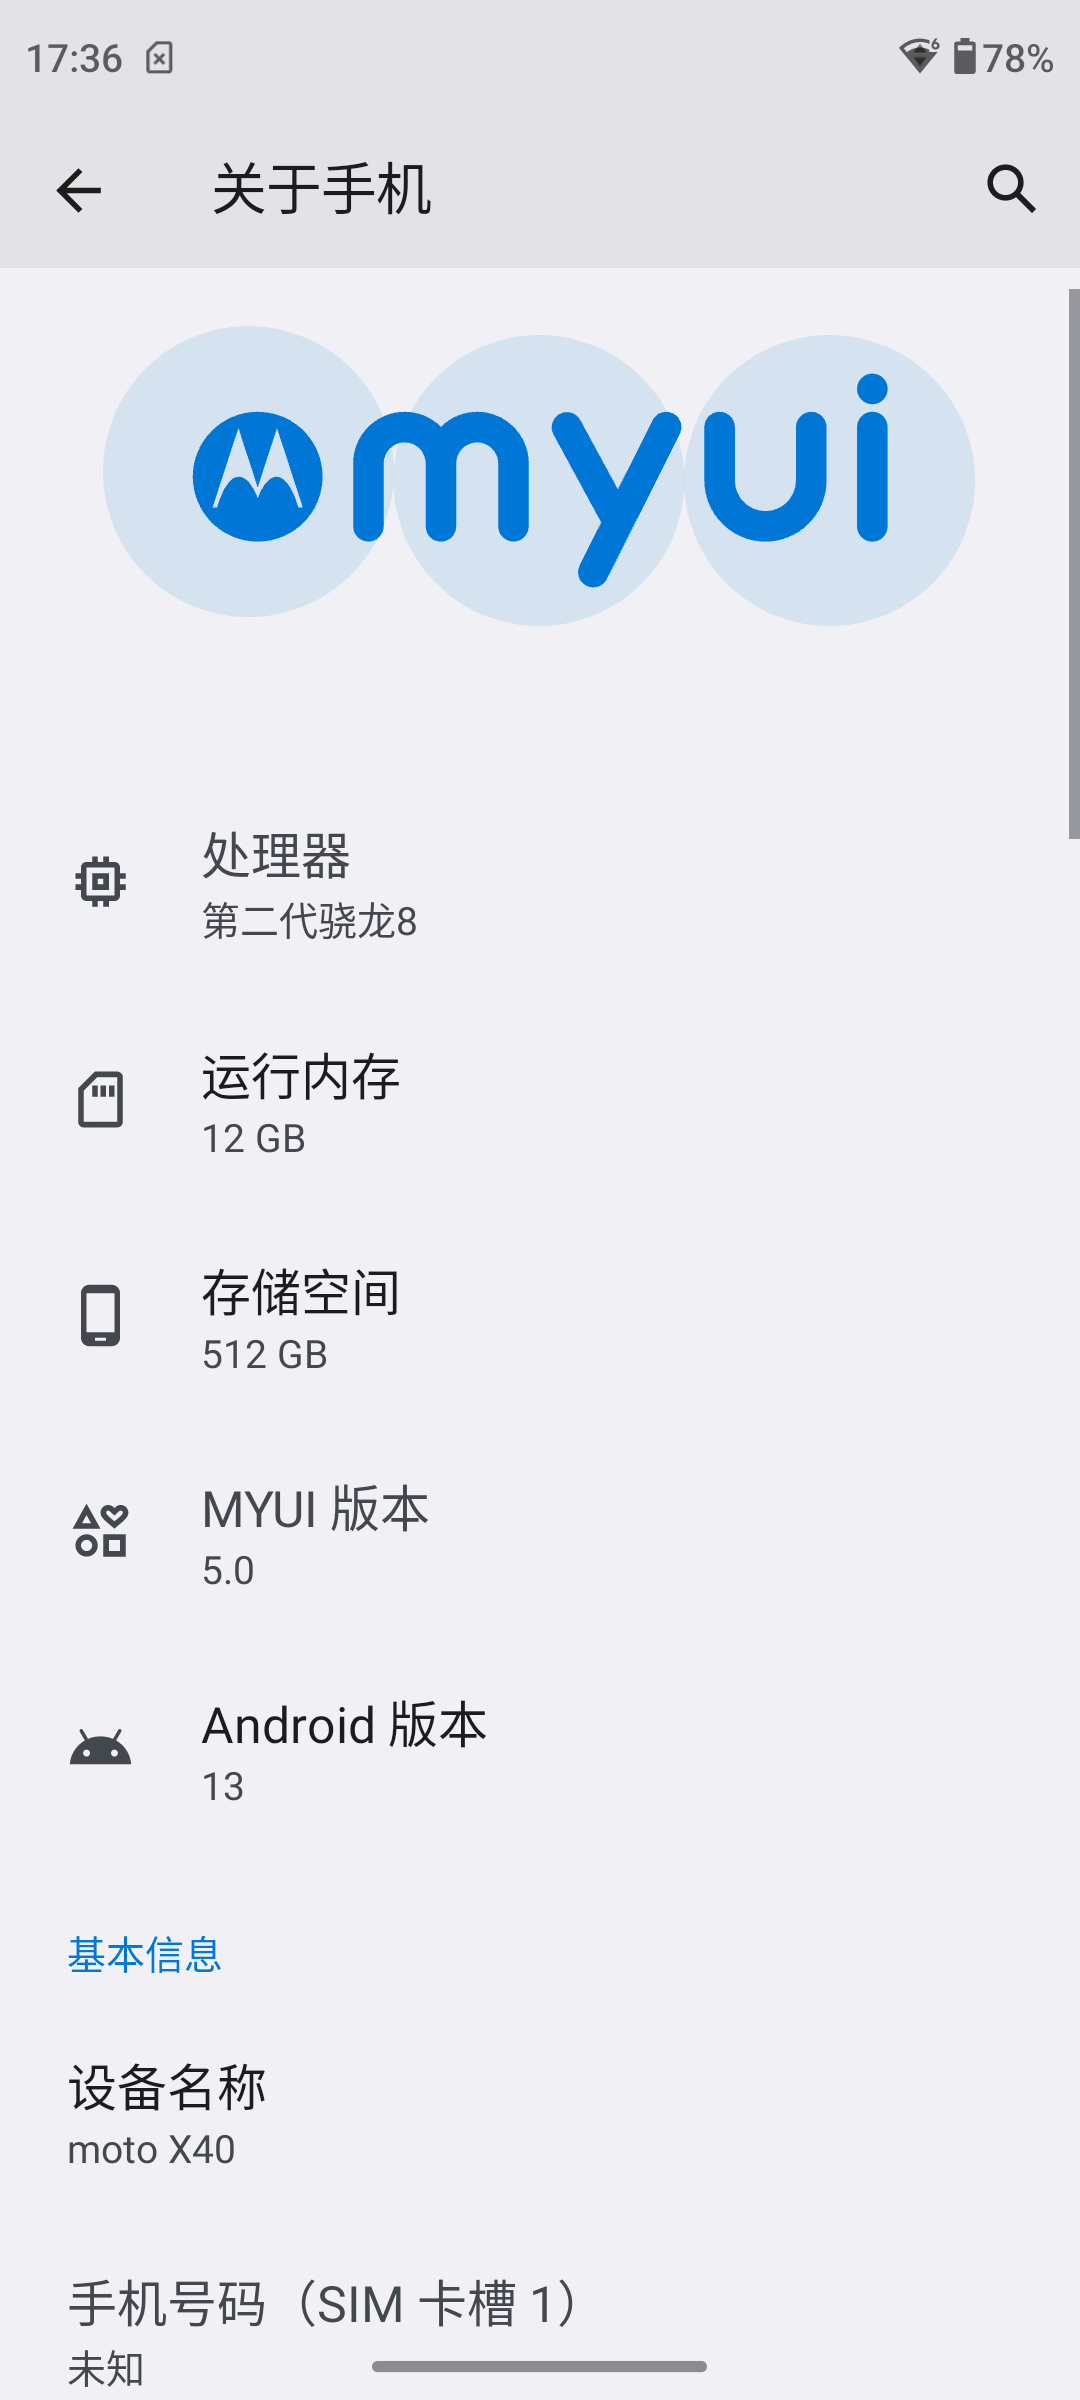 17:36
6
78%
关于手机
myui
处理器
第二代骁龙8
运行内存
12 GB
存储空间
512 GB
MYUI 版本
5.0
Android 版本
13
基本信息
设备名称
moto X40
手机号码（SIM 卡槽 1）
未知